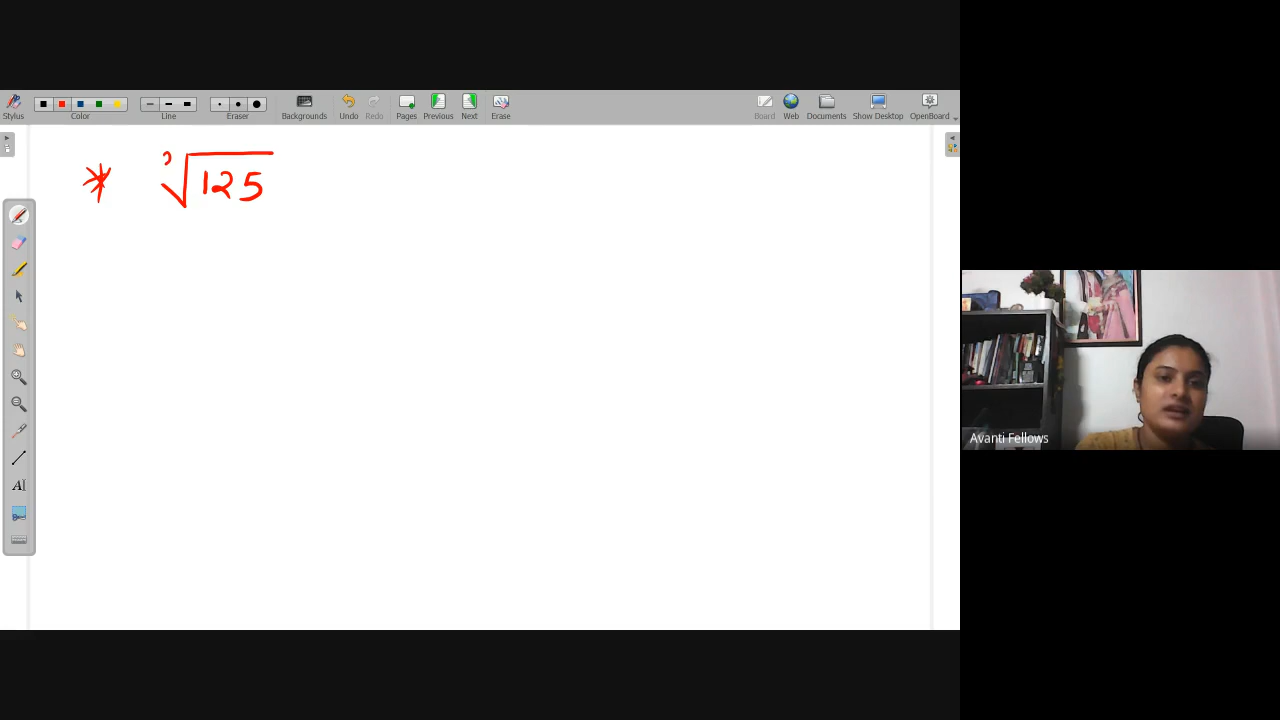 Stylus Color Line Eraser Backgrounds Undo Redo Pages Previous Next Erase Board Web Documents Show Desktop OpenBoard
* ∛125
Avanti Fellows